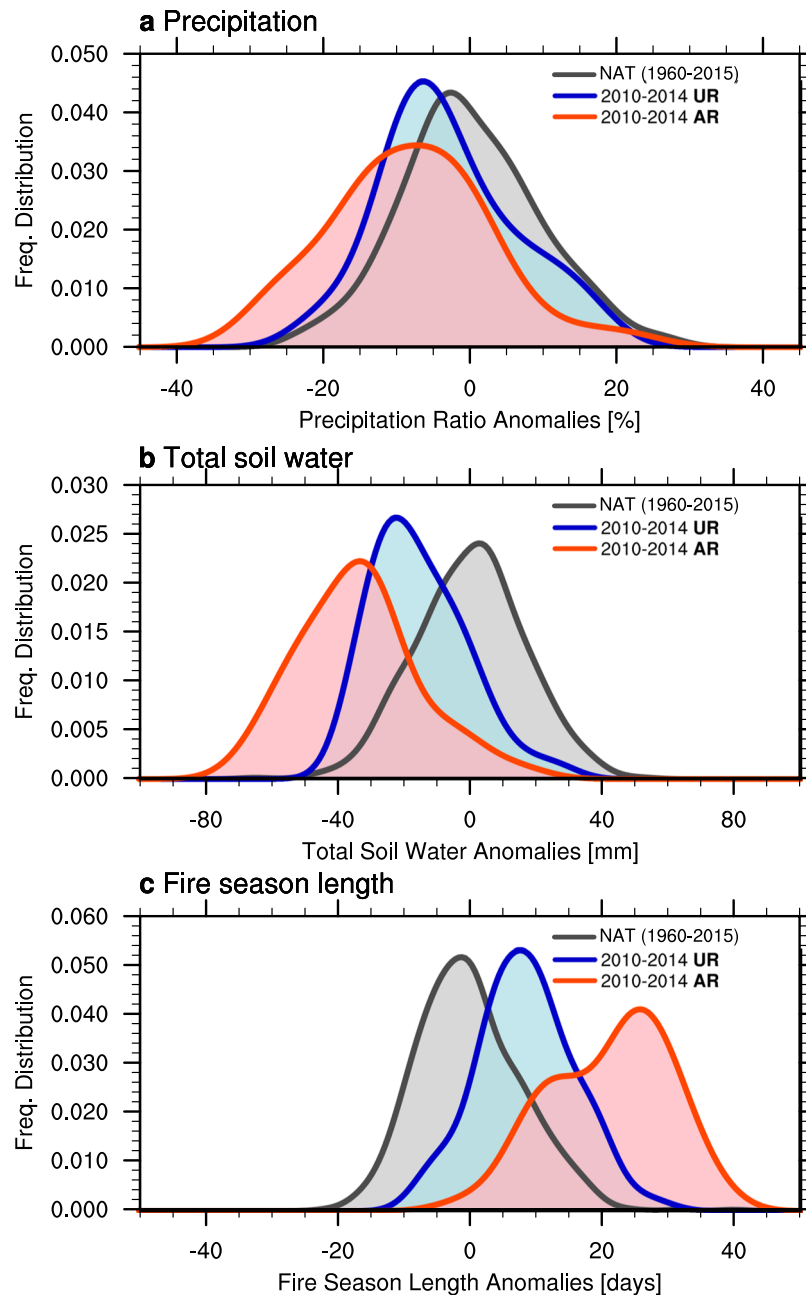 a Precipitation
0.050
0.040
0.030
0.020
0.010
0.000
Freq. Distribution
NAT (1960-2015)
2010-2014 UR
2010-2014 AR
-40 -20 0 20 40
Precipitation Ratio Anomalies [%]
b Total soil water
0.030
0.025
0.020
0.015
0.010
0.005
0.000
Freq. Distribution
NAT (1960-2015)
2010-2014 UR
2010-2014 AR
-80 -40 0 40 80
Total Soil Water Anomalies [mm]
c Fire season length
0.060
0.050
0.040
0.030
0.020
0.010
0.000
Freq. Distribution
NAT (1960-2015)
2010-2014 UR
2010-2014 AR
-40 -20 0 20 40
Fire Season Length Anomalies [days]